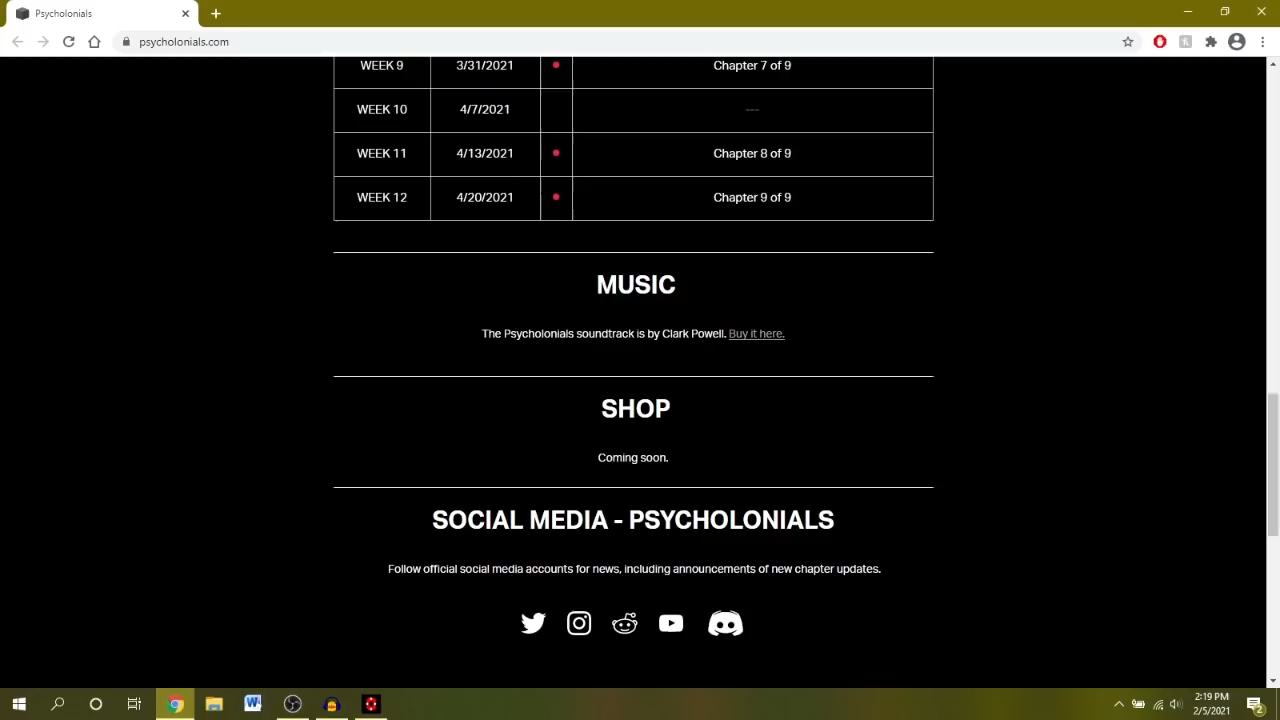 Psycholonials
psycholonials.com
WEEK 9 3/31/2021 Chapter 7 of 9
WEEK 10 4/7/2021 ---
WEEK 11 4/13/2021 Chapter 8 of 9
WEEK 12 4/20/2021 Chapter 9 of 9
MUSIC
The Psycholonials soundtrack is by Clark Powell. Buy it here.
SHOP
Coming soon.
SOCIAL MEDIA - PSYCHOLONIALS
Follow official social media accounts for news, including announcements of new chapter updates.
2:19 PM
2/5/2021
2